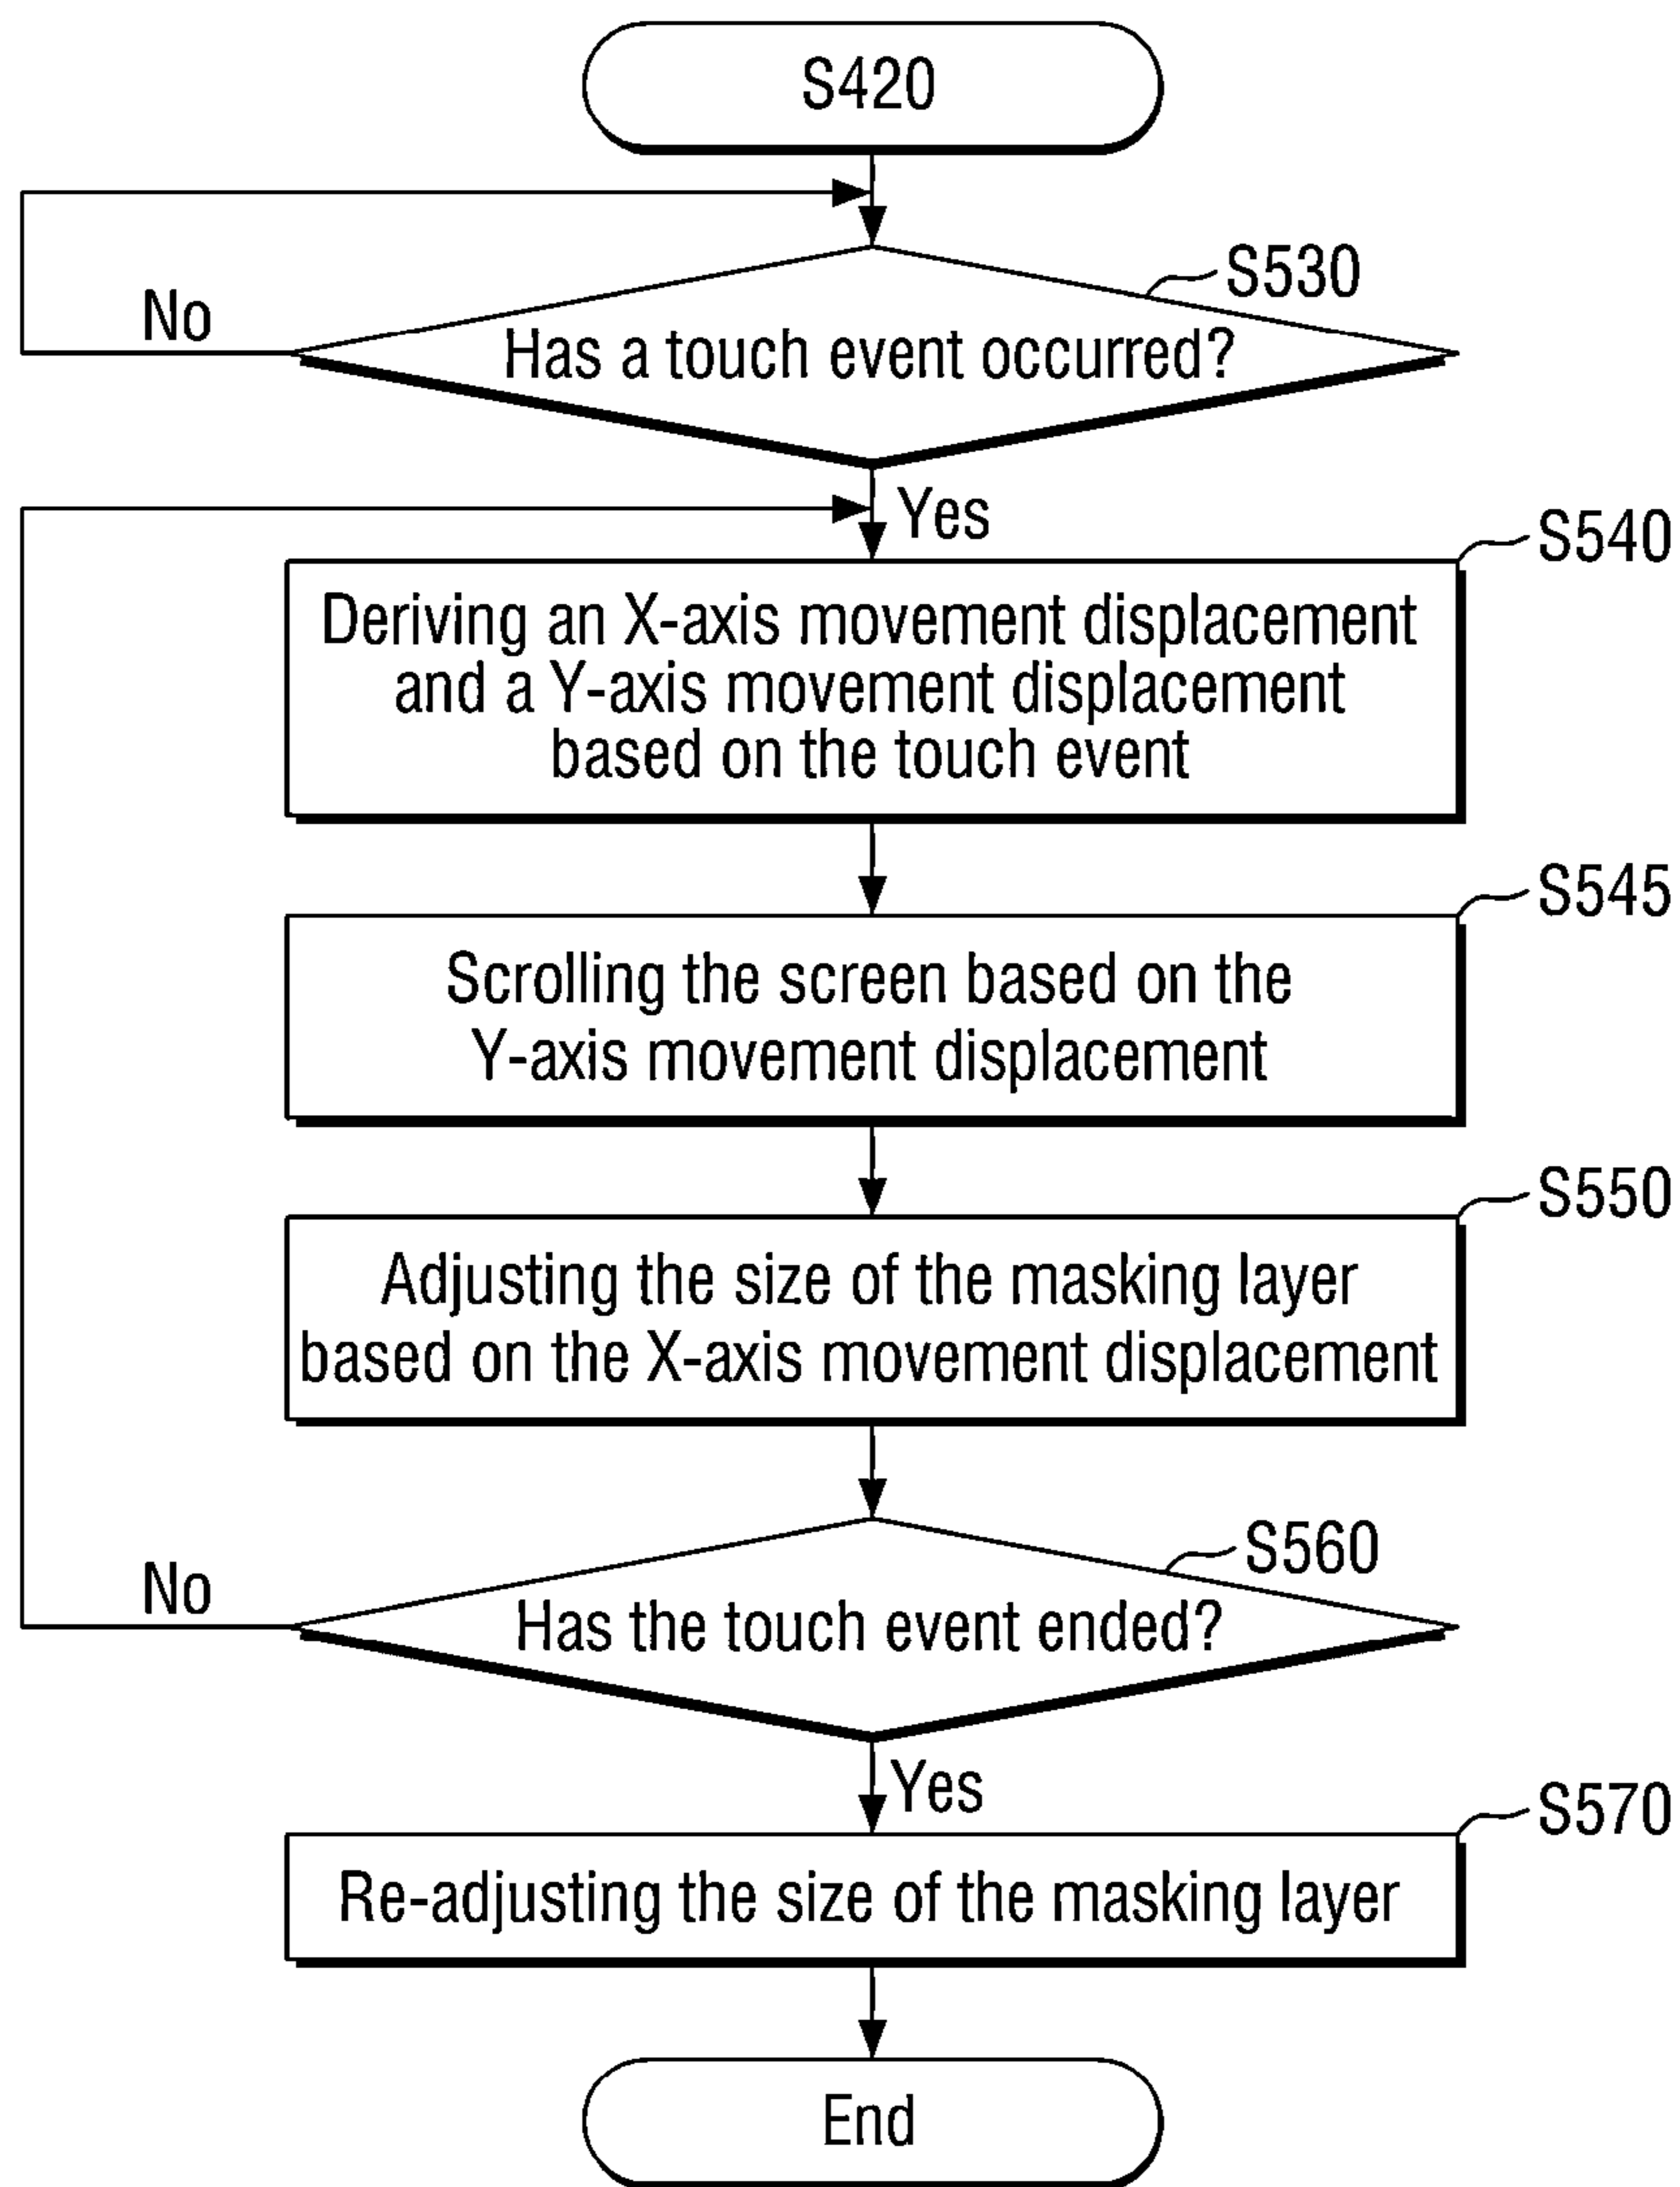 S420
S530
No
Has a touch event occurred?
Yes
S540
Deriving an X-axis movement displacement
and a Y-axis movement displacement
based on the touch event
S545
Scrolling the screen based on the
Y-axis movement displacement
S550
Adjusting the size of the masking layer
based on the X-axis movement displacement
S560
No
Has the touch event ended?
Yes
S570
Re-adjusting the size of the masking layer
End